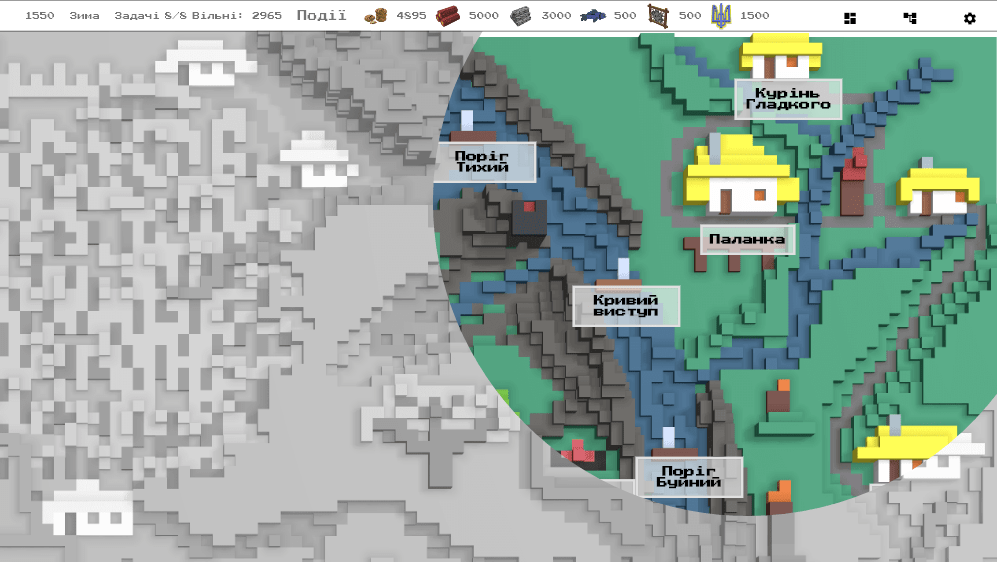 1550 Зима Задачі 8/8 Вільні: 2965 Події 4895 5000 3000 500 500 1500
Курінь
Гладкого
Поріг
Тихий
Паланка
Кривий
виступ
Поріг
Буйний